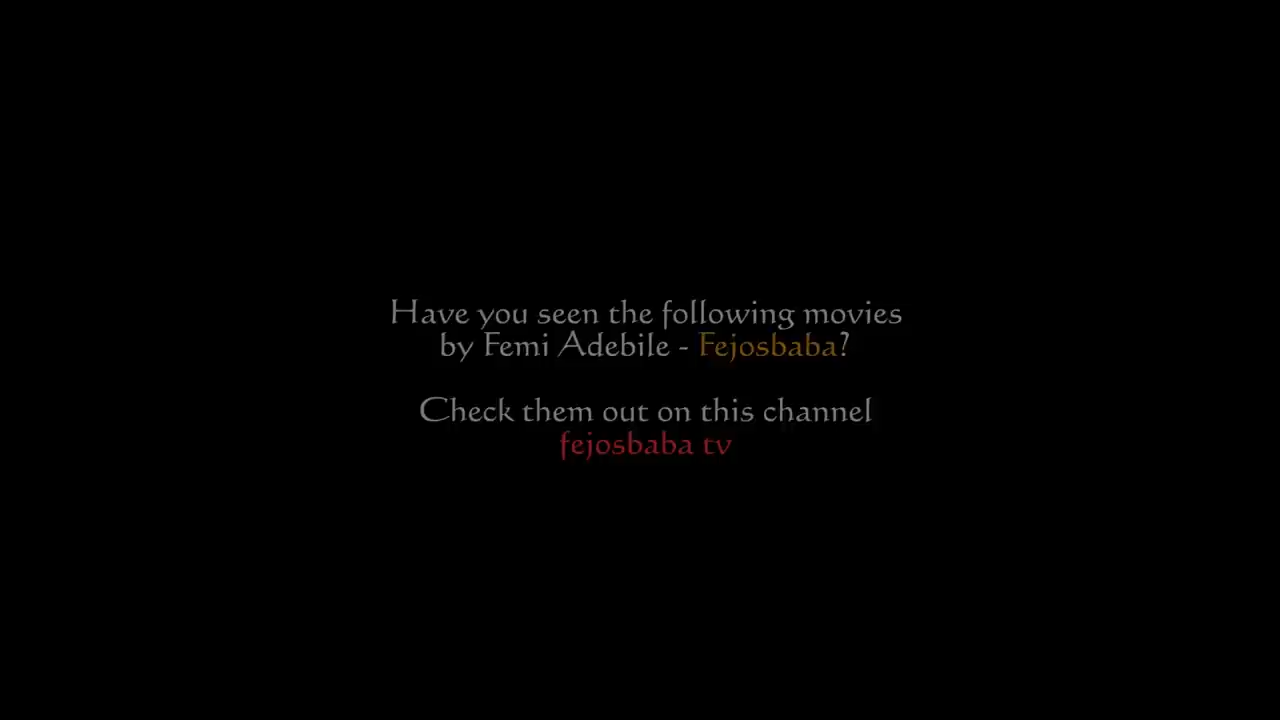 Have you seen the following movies
by Femi Adebile - Fejosbaba?
Check them out on this channel
fejosbaba tv